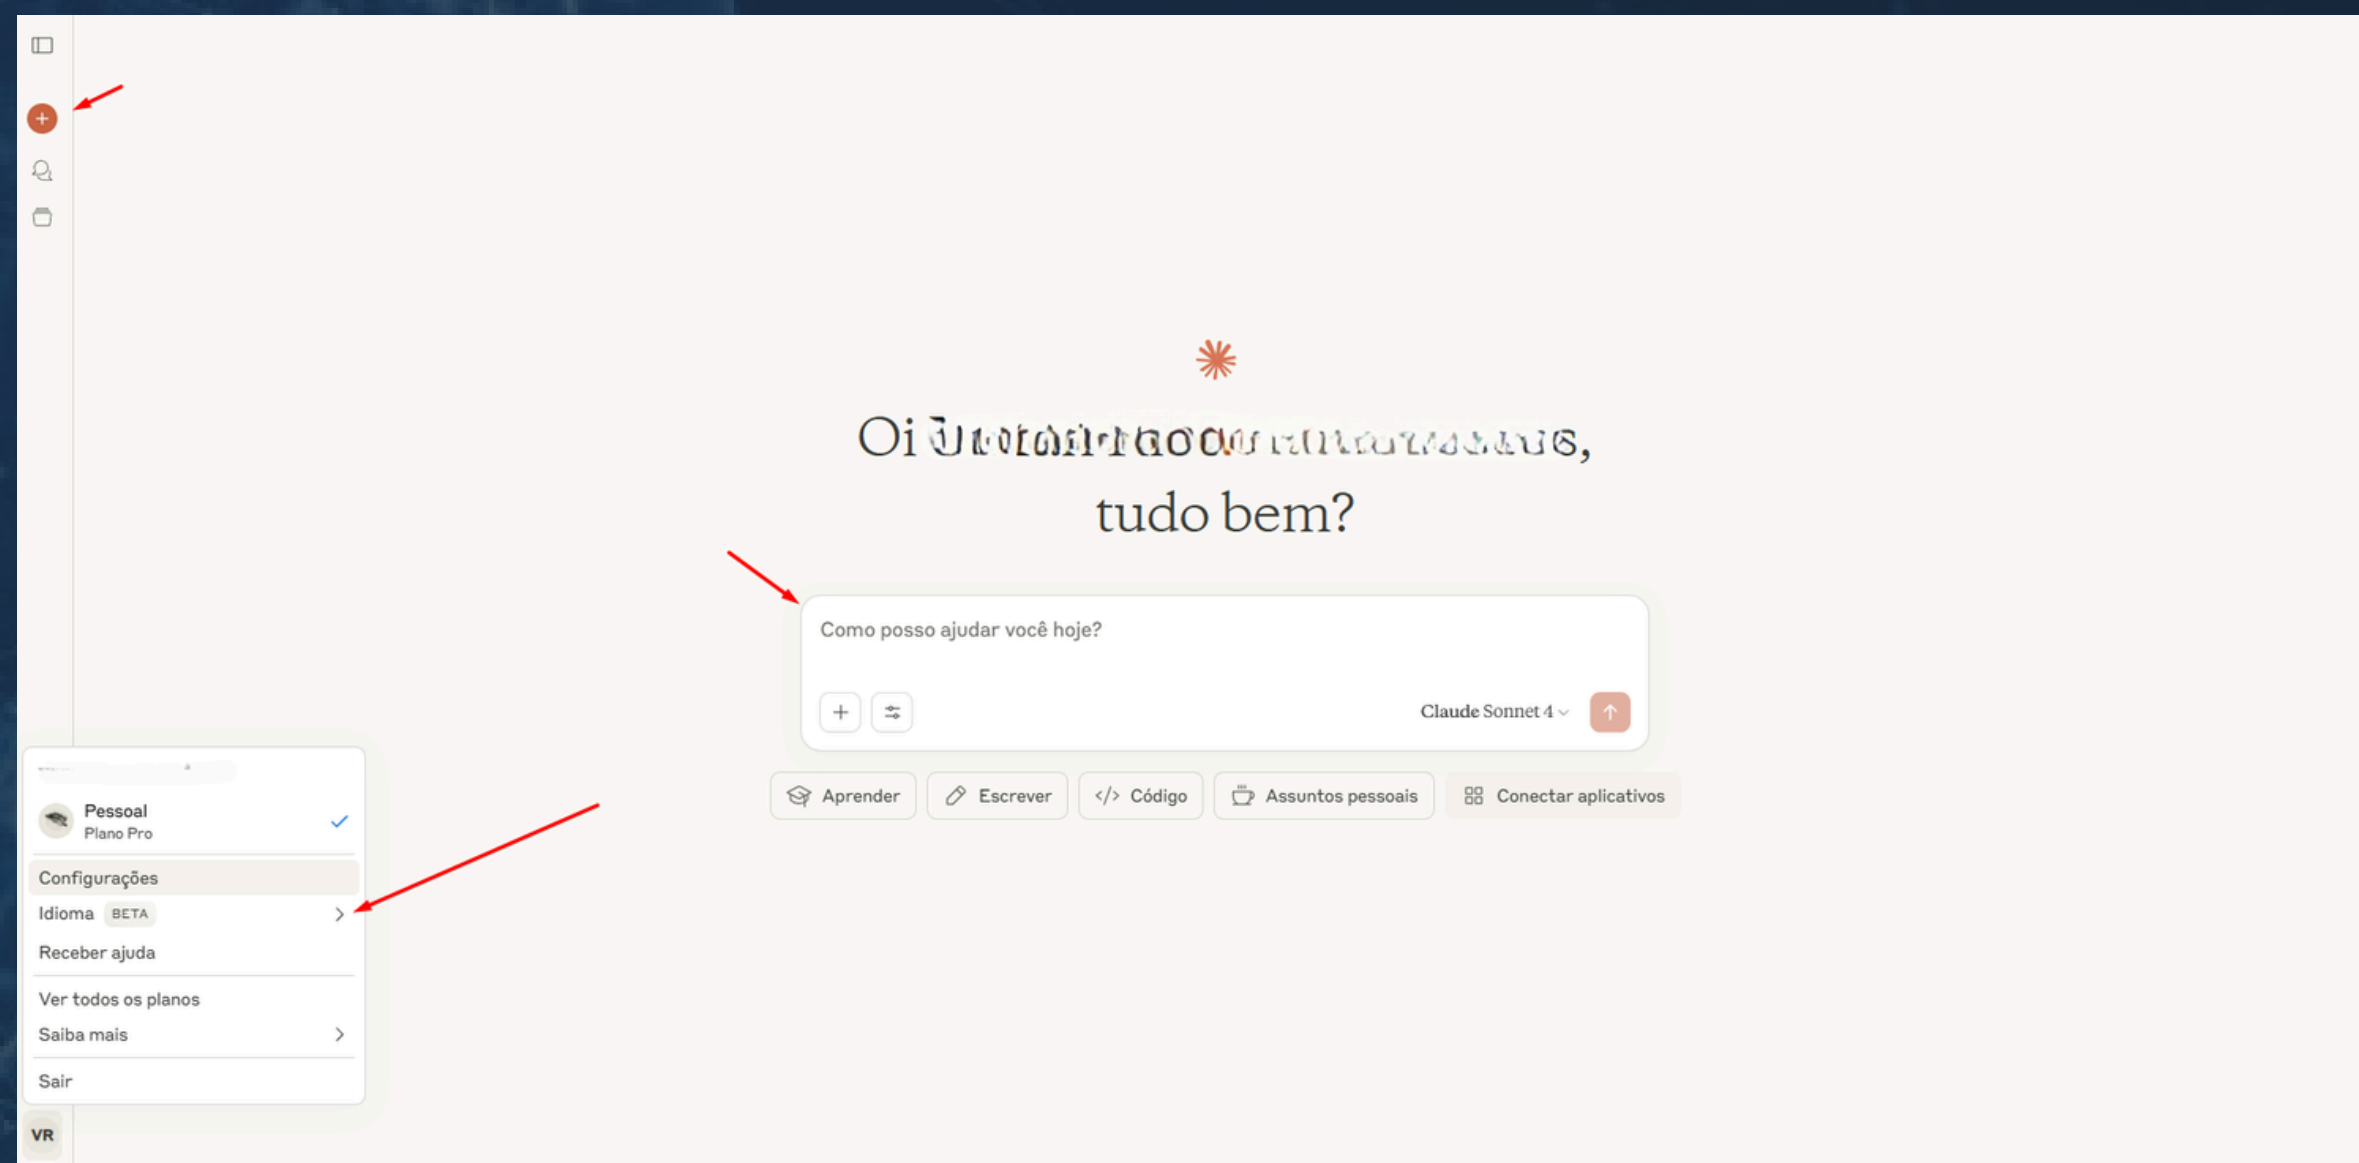 Oi
tudo bem?
Como posso ajudar você hoje?
Claude Sonnet 4
Aprender
Escrever
</> Código
Assuntos pessoais
Conectar aplicativos
Pessoal
Plano Pro
Configurações
Idioma BETA
Receber ajuda
Ver todos os planos
Saiba mais
Sair
VR